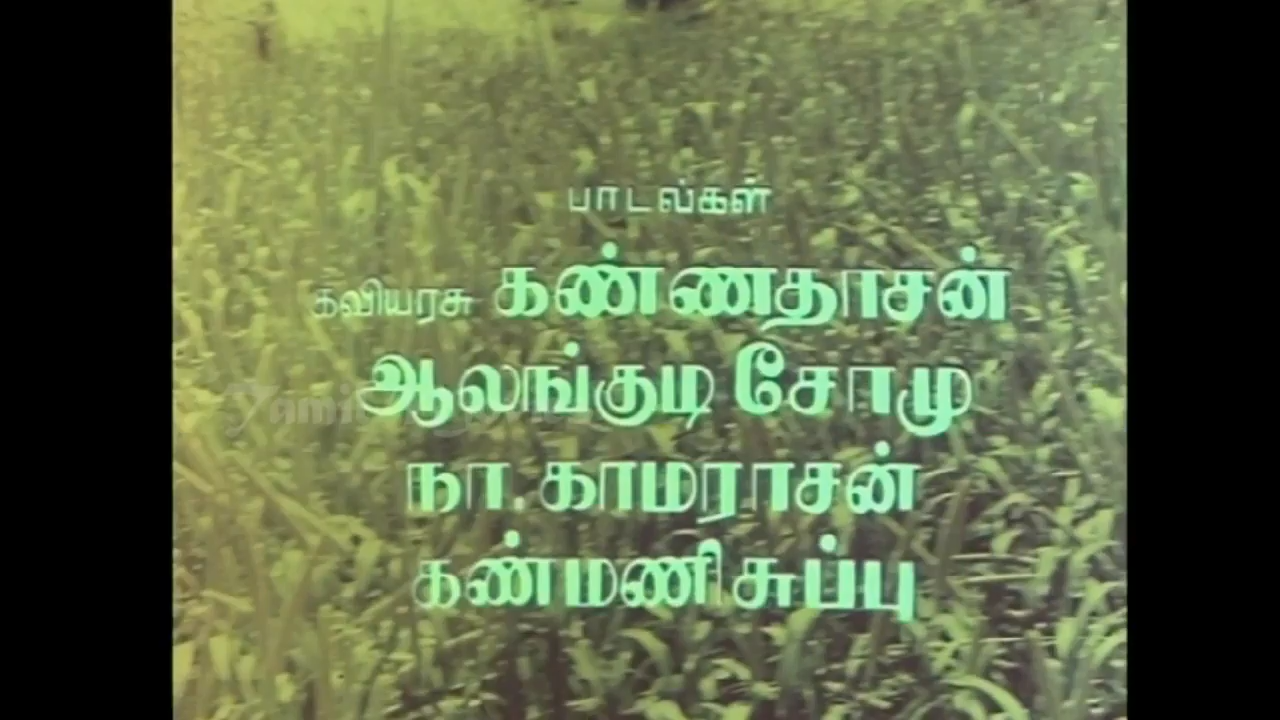 பாடல்கள்
கவியரசு கண்ணதாசன்
ஆலங்குடி சோமு
நா. காமராசன்
கண்மணி சுப்பு